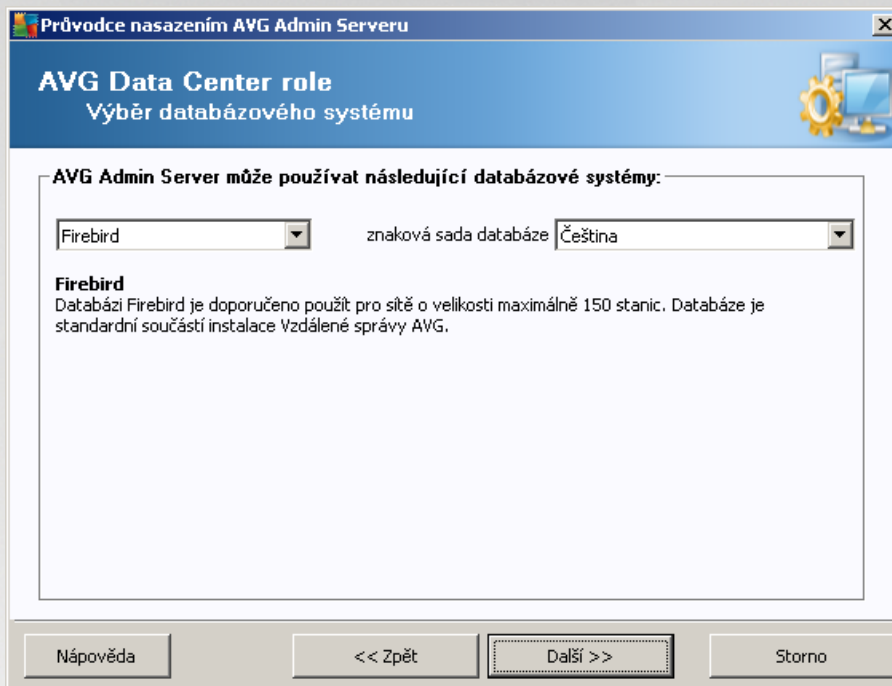 Průvodce nasazením AVG Admin Serveru
AVG Data Center role
Výběr databázového systému
AVG Admin Server může používat následující databázové systémy:
Firebird
znaková sada databáze
Čeština
Firebird
Databázi Firebird je doporučeno použít pro sítě o velikosti maximálně 150 stanic. Databáze je
standardní součástí instalace Vzdálené správy AVG.
Nápověda
<< Zpět
Další >>
Storno